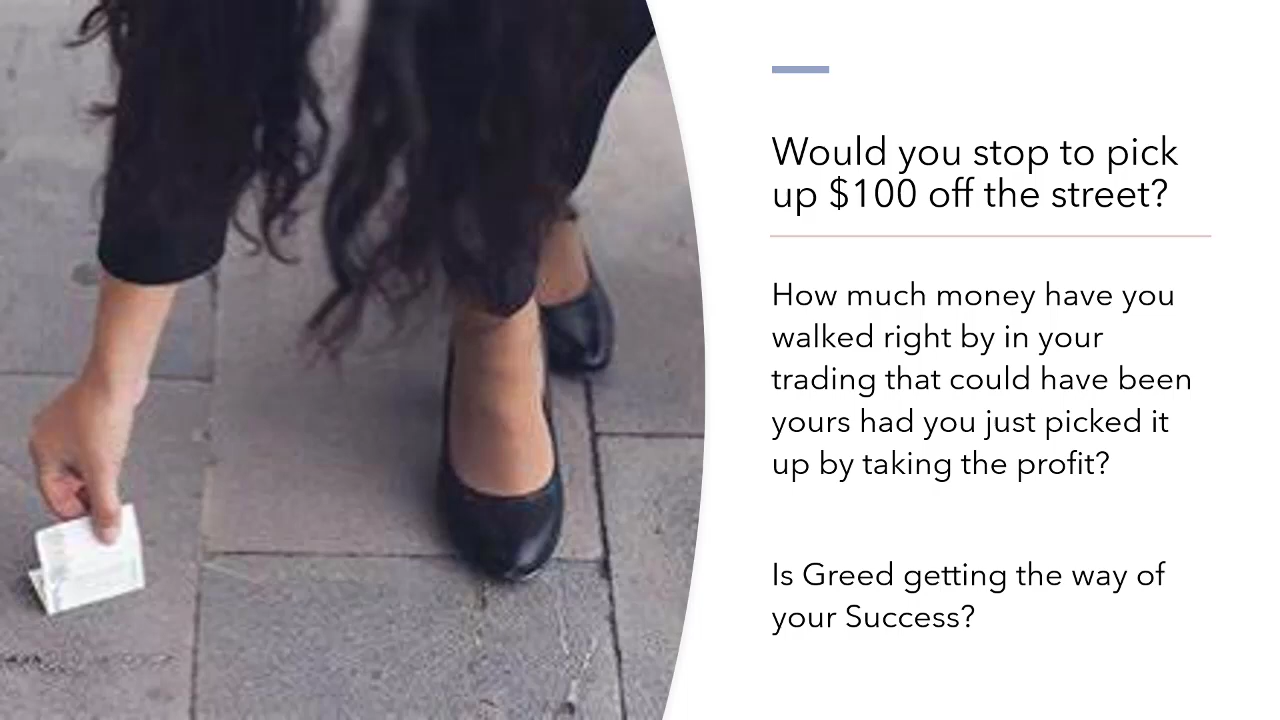 Would you stop to pick
up $100 off the street?
How much money have you
walked right by in your
trading that could have been
yours had you just picked it
up by taking the profit?
Is Greed getting the way of
your Success?